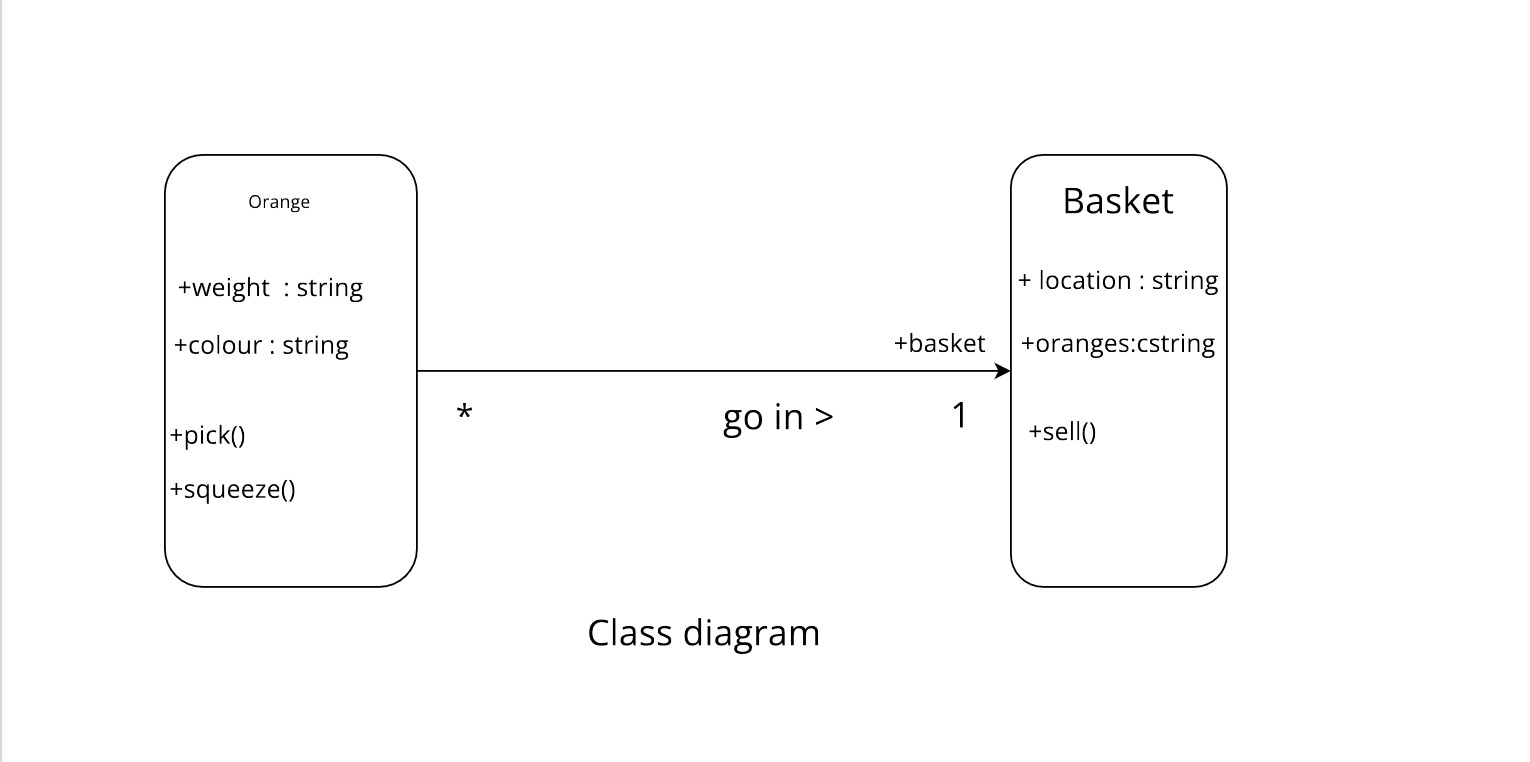 Orange
+weight  : string
+colour : string
+pick()
+squeeze()
+basket
*
go in >
1
Basket
+ location : string
+oranges:cstring
+sell()
Class diagram